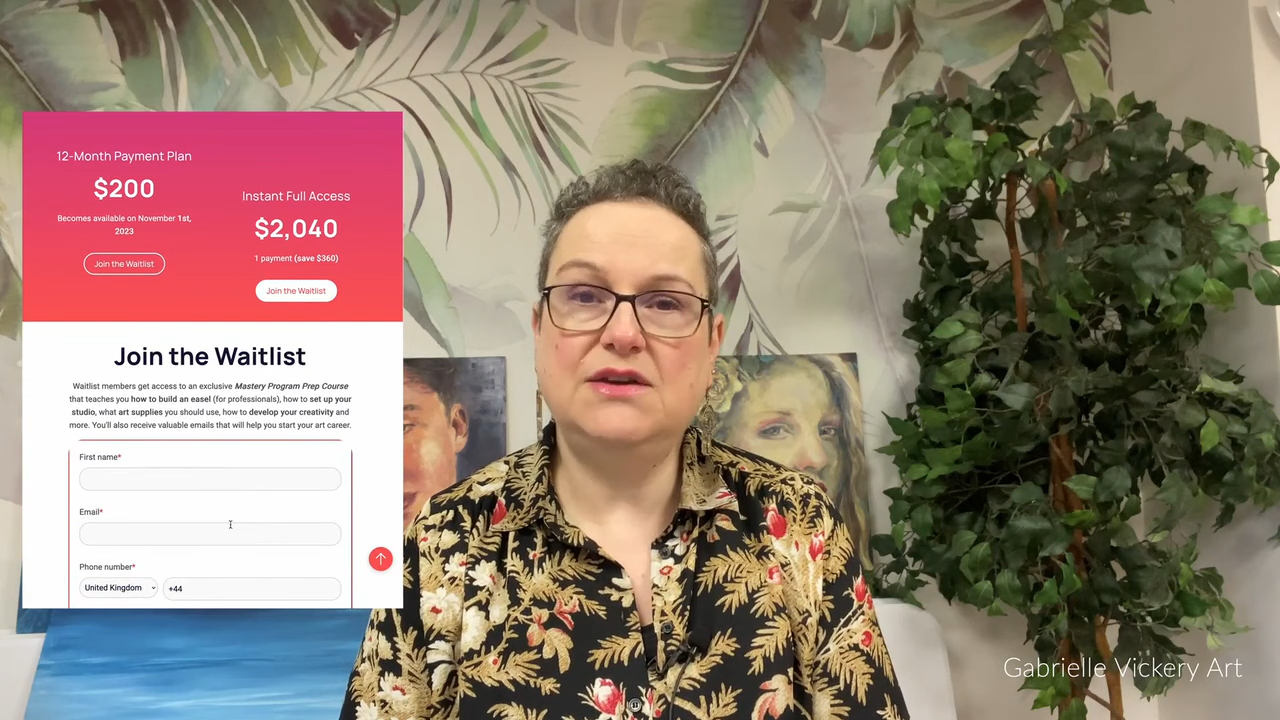 12-Month Payment Plan
$200
Becomes available on November 1st,
2023
Join the Waitlist
Instant Full Access
$2,040
1 payment (save $360)
Join the Waitlist
Join the Waitlist
Waitlist members get access to an exclusive Mastery Program Prep Course
that teaches you how to build an easel (for professionals), how to set up your
studio, what art supplies you should use, how to develop your creativity and
more. You'll also receive valuable emails that will help you start your art career.
First name*
Email*
Phone number*
United Kingdom
+44
Gabrielle Vickery Art